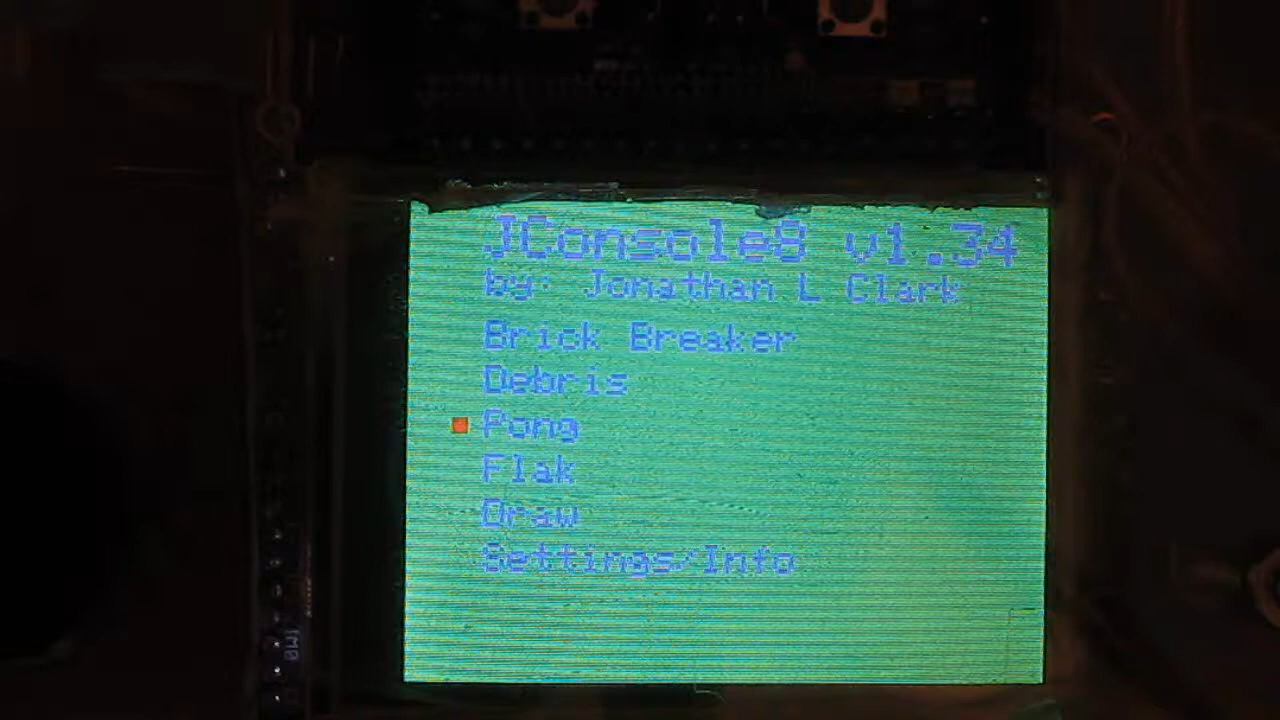 JConsole8 v1.34
by: Jonathan L Clark
Brick Breaker
Debris
Pong
Flak
Draw
Settings/Info